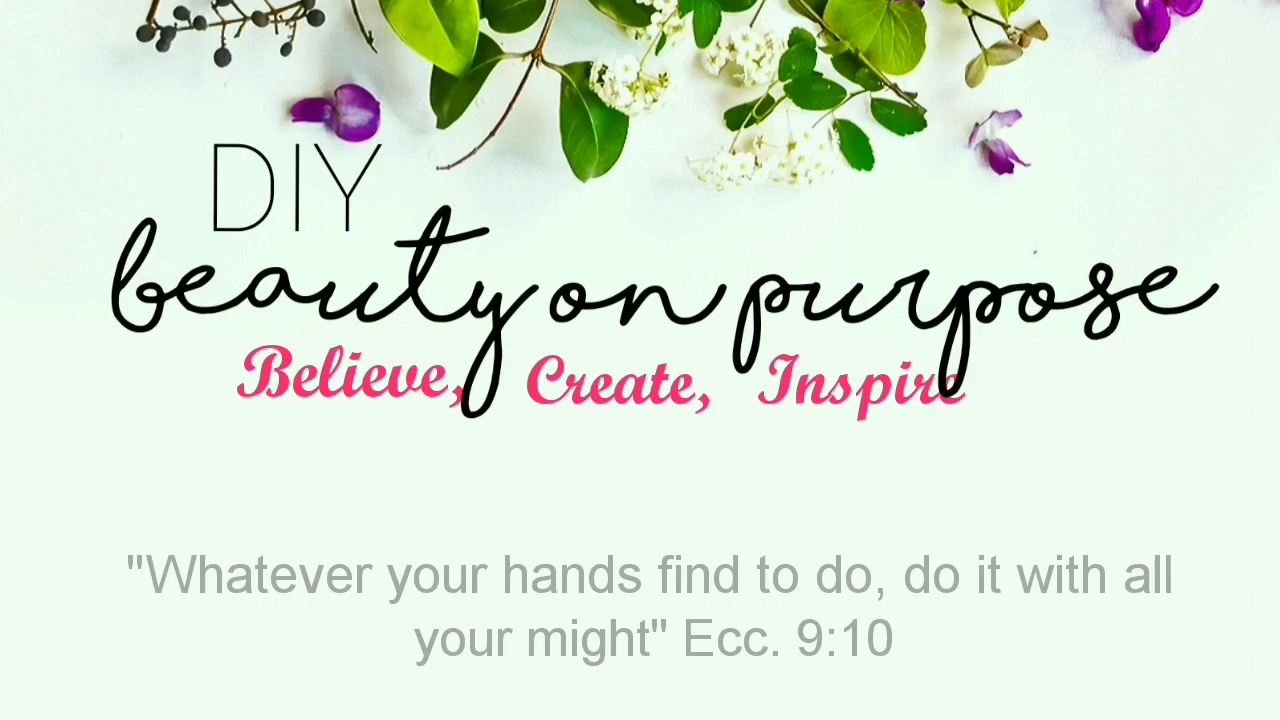 DIY
beauty on purpose
Believe, Create, Inspire
"Whatever your hands find to do, do it with all
your might" Ecc. 9:10